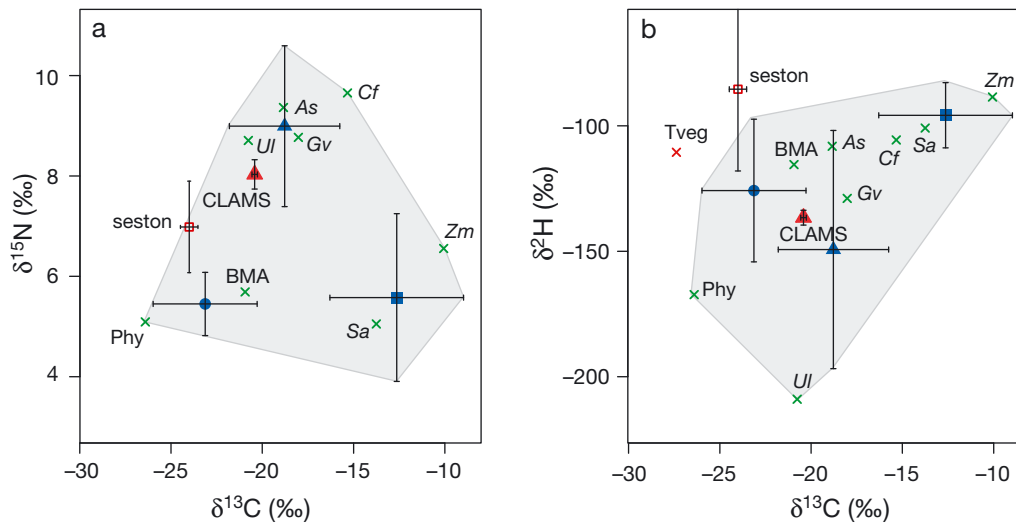 a
10
8
6
4
δ15N (‰)
As
Cf
Ul
Gv
CLAMS
seston
Zm
BMA
Phy
Sa
−30
−25
−20
−15
−10
δ13C (‰)
b
−100
−150
−200
δ2H (‰)
seston
Zm
Tveg
BMA
As
Cf
Sa
Gv
CLAMS
Phy
Ul
−30
−25
−20
−15
−10
δ13C (‰)